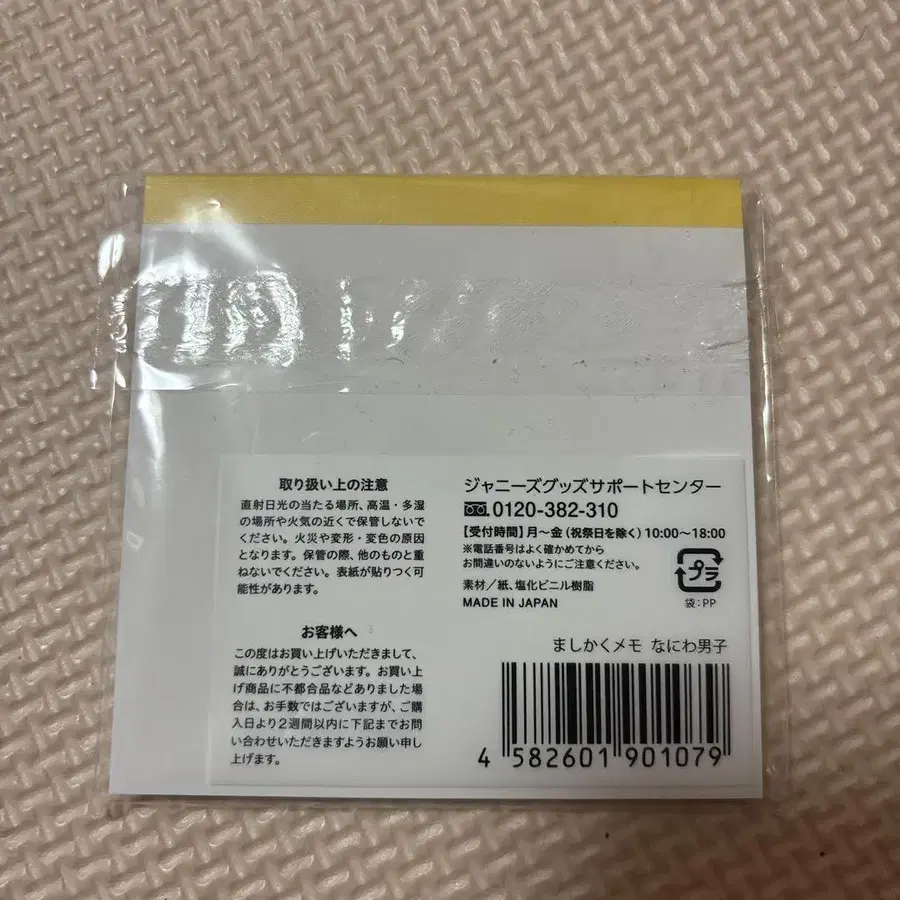 取り扱い上の注意
直射日光の当たる場所、高温・多湿
の場所や火気の近くで保管しないで
ください。火災や変形・変色の原因
となります。保管の際、他のものと重
ねないでください。表紙が貼りつく可
能性があります。
お客様へ
この度はお買い上げいただきまして、
誠にありがとうございます。お買い上
げ商品に不都合品などありました場
合は、お手数ではございますが、ご購
入日より2週間以内に下記までお問
い合わせいただきますようお願い申し
上げます。
ジャニーズグッズサポートセンター
0120-382-310
【受付時間】月〜金(祝祭日を除く)10:00〜18:00
※電話番号はよく確かめてから
お間違いのないようにご注意ください。
素材/紙、塩化ビニル樹脂
MADE IN JAPAN
プラ
袋:PP
ましかくメモ なにわ男子
4 582601 901079